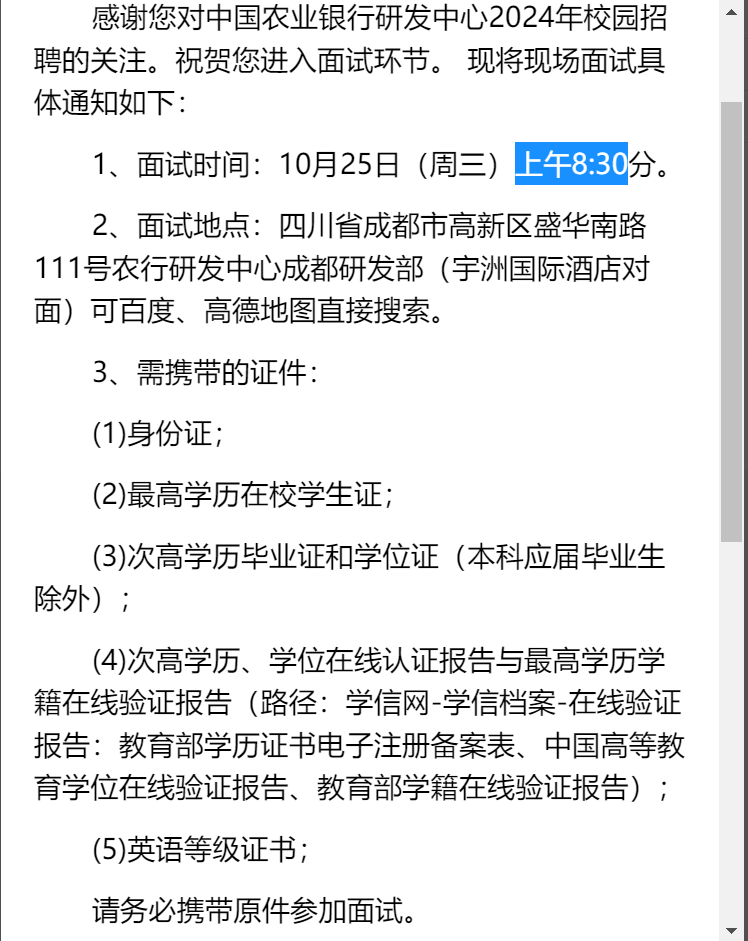 感谢您对中国农业银行研发中心2024年校园招
聘的关注。祝贺您进入面试环节。 现将现场面试具
体通知如下：
1、面试时间：10月25日（周三）上午8:30分。
2、面试地点：四川省成都市高新区盛华南路
111号农行研发中心成都研发部（宇洲国际酒店对
面）可百度、高德地图直接搜索。
3、需携带的证件：
(1)身份证；
(2)最高学历在校学生证；
(3)次高学历毕业证和学位证（本科应届毕业生
除外）；
(4)次高学历、学位在线认证报告与最高学历学
籍在线验证报告（路径：学信网-学信档案-在线验证
报告：教育部学历证书电子注册备案表、中国高等教
育学位在线验证报告、教育部学籍在线验证报告）；
(5)英语等级证书；
请务必携带原件参加面试。